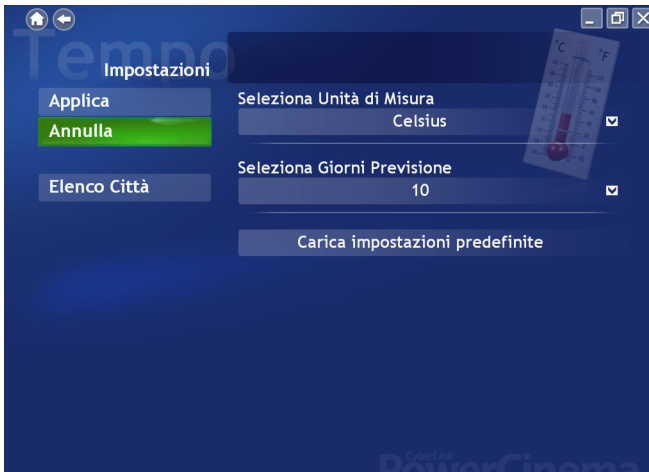 Tempo
Impostazioni
°C °F
Applica
Annulla
Elenco Città
Seleziona Unità di Misura
Celsius
Seleziona Giorni Previsione
10
Carica impostazioni predefinite
CyberLink
PowerCinema